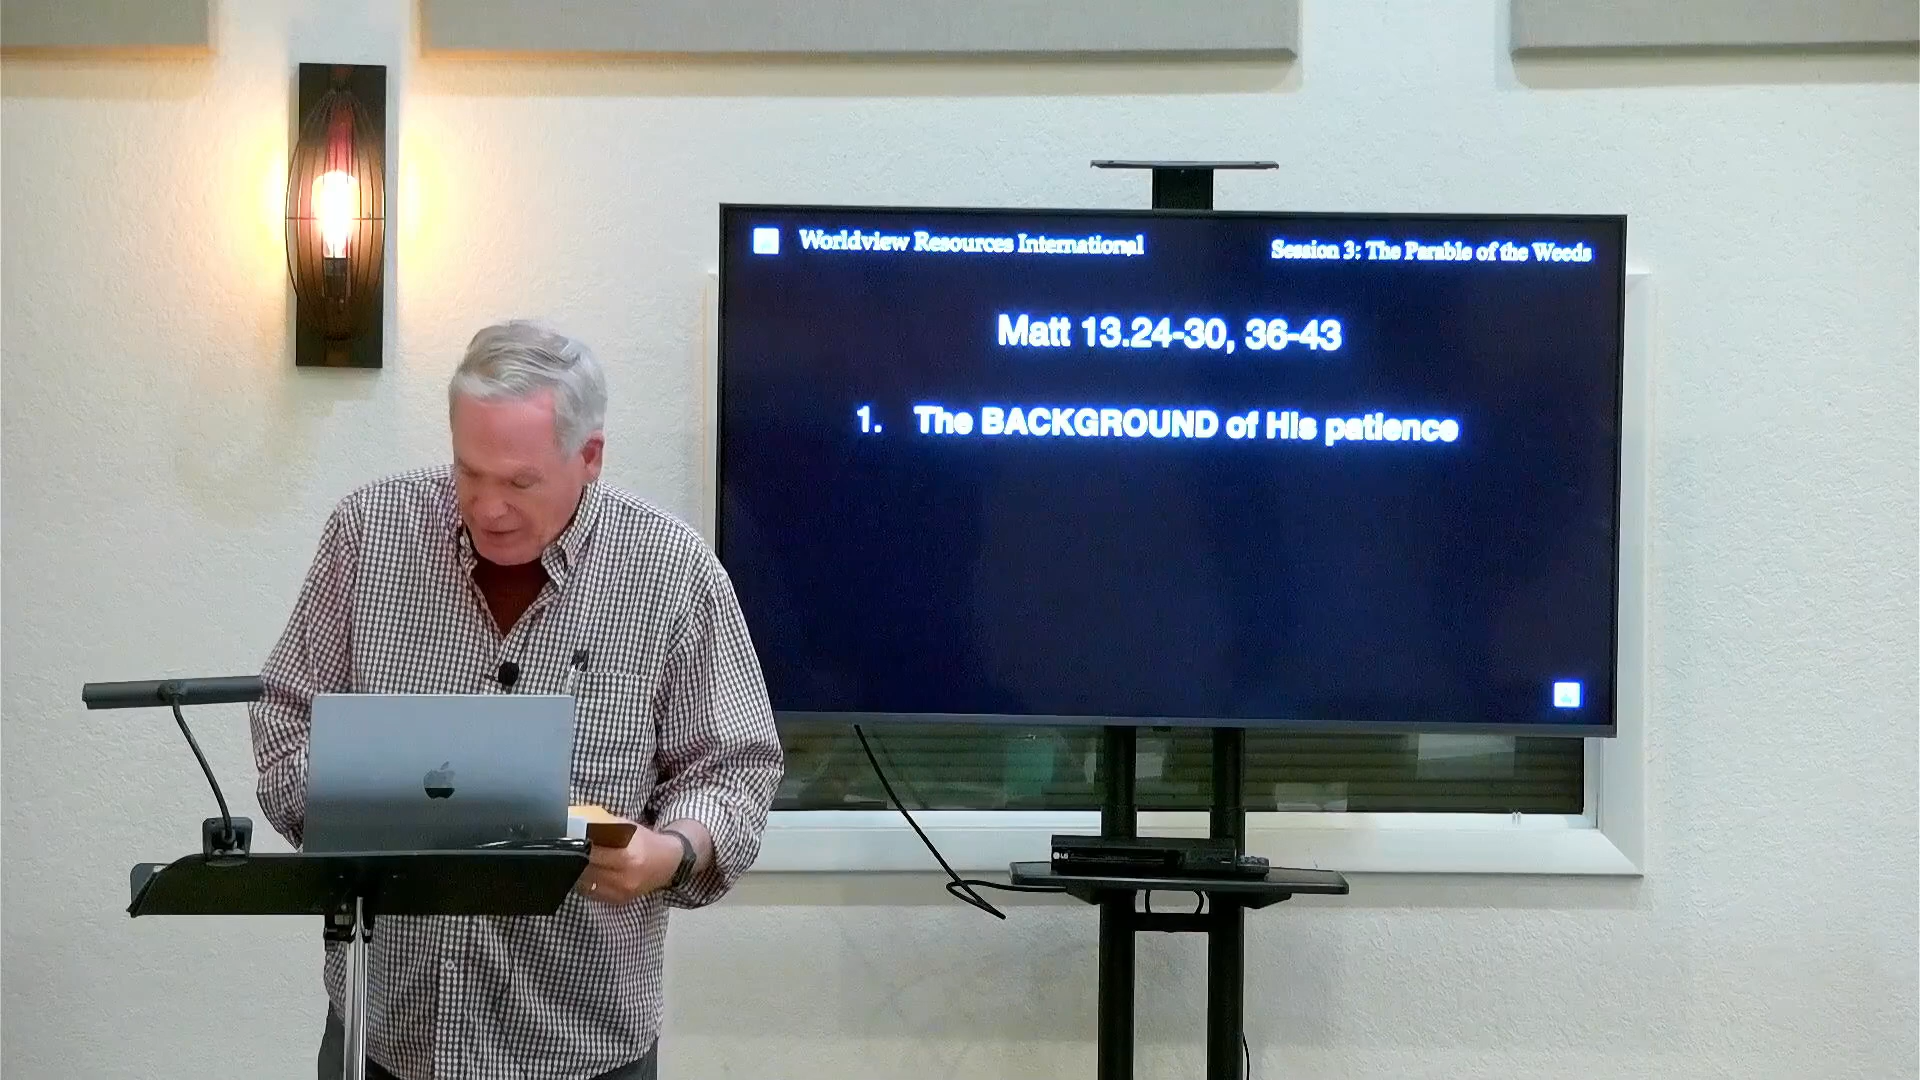 Worldview Resources International
Session 3: The Parable of the Weeds
Matt 13.24-30, 36-43
1. The BACKGROUND of His patience
LG